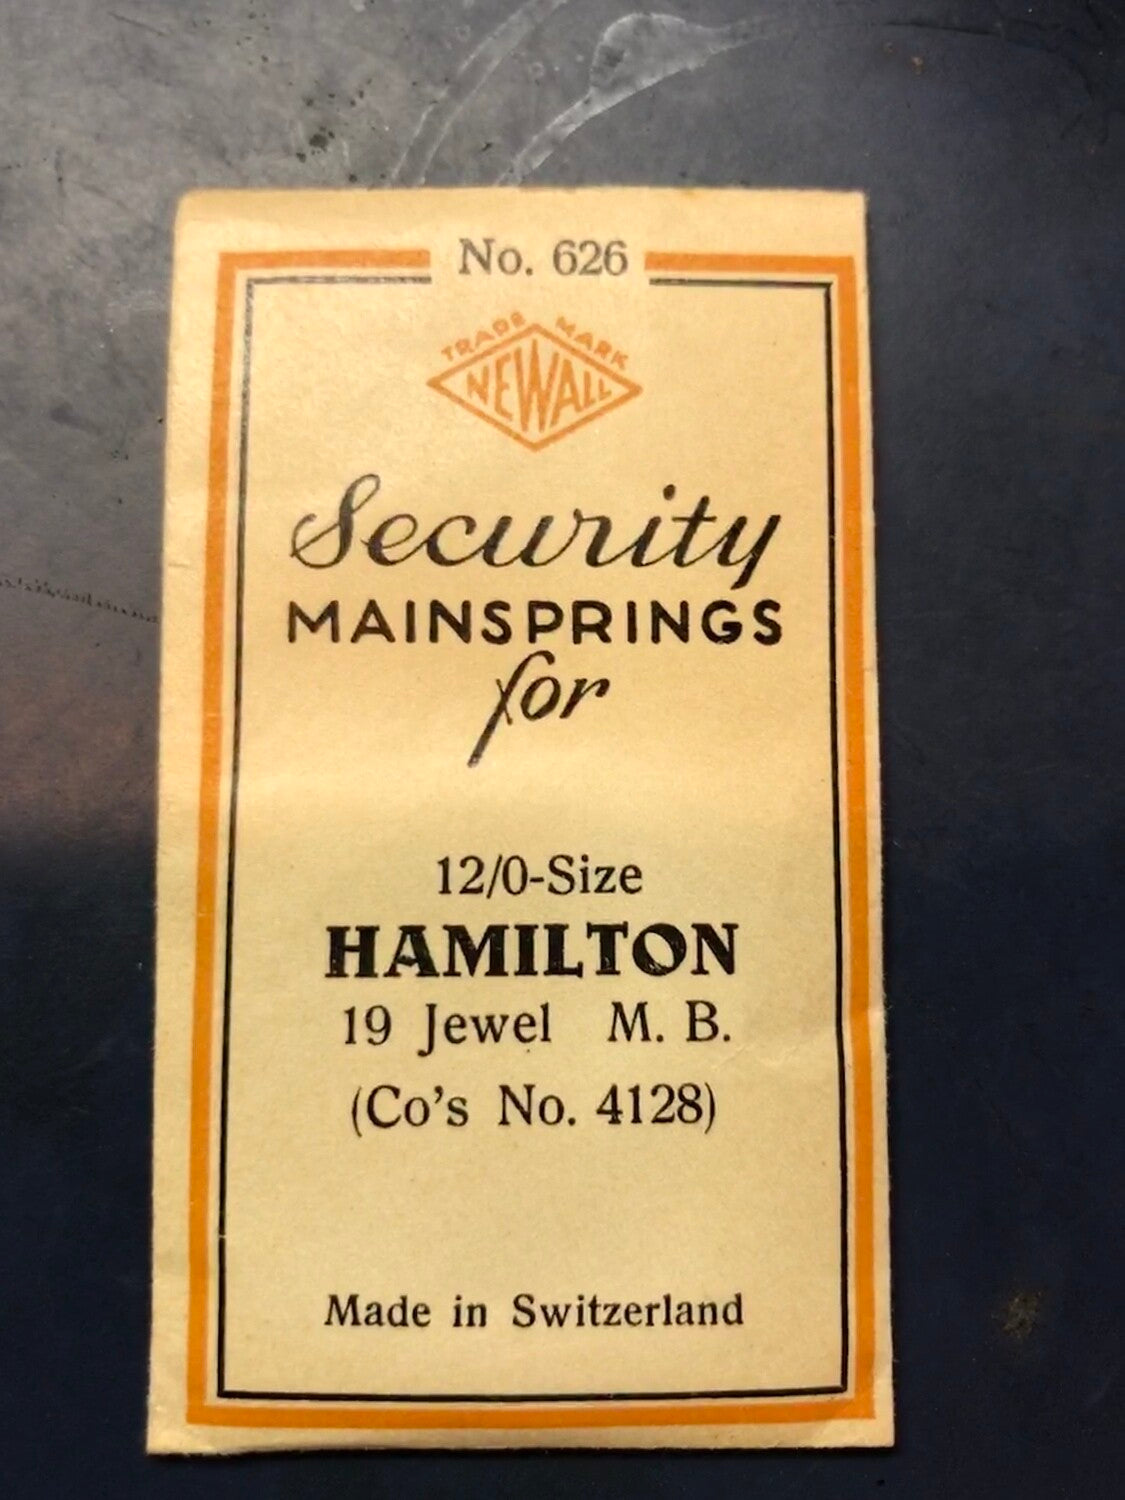 No. 626
TRADE MARK
NEWALL
Security
MAINSPRINGS
for
12/0-Size
HAMILTON
19 Jewel M. B.
(Co's No. 4128)
Made in Switzerland